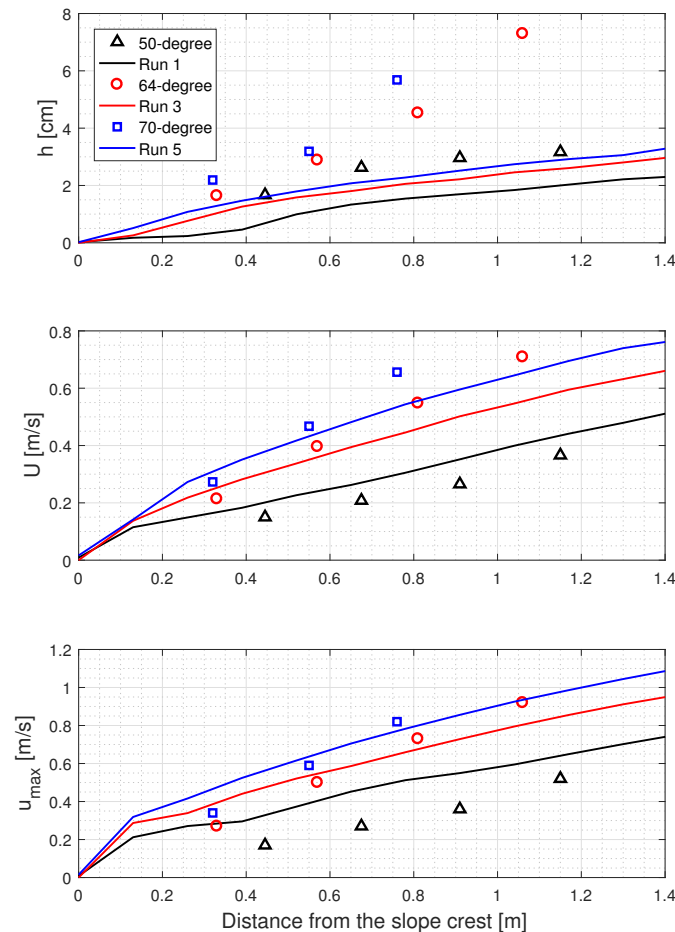 8
6
4
2
0
h [cm]
50-degree
Run 1
64-degree
Run 3
70-degree
Run 5
0 0.2 0.4 0.6 0.8 1 1.2 1.4
0.8
0.6
0.4
0.2
0
U [m/s]
0 0.2 0.4 0.6 0.8 1 1.2 1.4
1.2
1
0.8
0.6
0.4
0.2
0
u_max [m/s]
0 0.2 0.4 0.6 0.8 1 1.2 1.4
Distance from the slope crest [m]